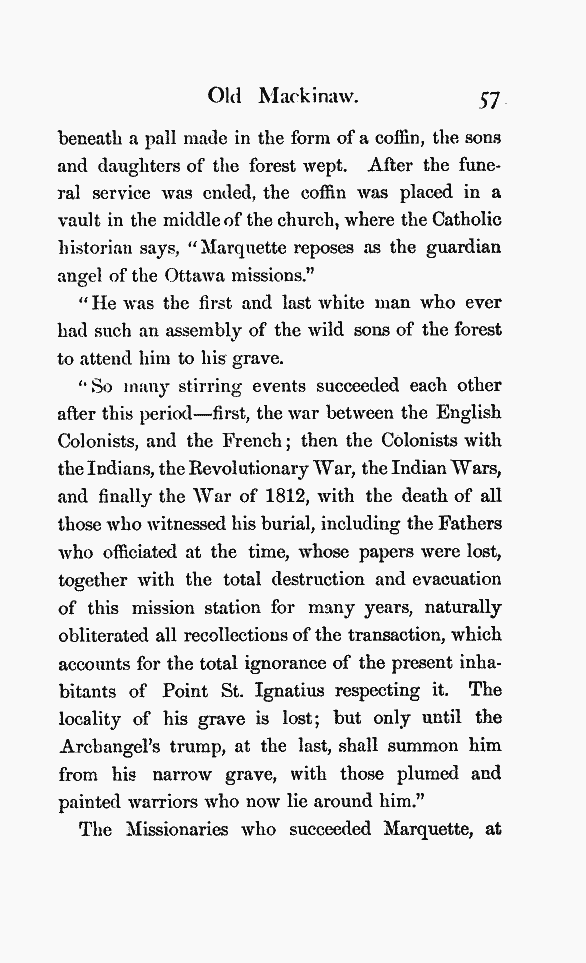 Old Mackinaw. 57
beneath a pall made in the form of a coffin, the sons
and daughters of the forest wept. After the fune-
ral service was ended, the coffin was placed in a
vault in the middle of the church, where the Catholic
historian says, "Marquette reposes as the guardian
angel of the Ottawa missions."
"He was the first and last white man who ever
had such an assembly of the wild sons of the forest
to attend him to his grave.
"So many stirring events succeeded each other
after this period—first, the war between the English
Colonists, and the French; then the Colonists with
the Indians, the Revolutionary War, the Indian Wars,
and finally the War of 1812, with the death of all
those who witnessed his burial, including the Fathers
who officiated at the time, whose papers were lost,
together with the total destruction and evacuation
of this mission station for many years, naturally
obliterated all recollections of the transaction, which
accounts for the total ignorance of the present inha-
bitants of Point St. Ignatius respecting it. The
locality of his grave is lost; but only until the
Archangel's trump, at the last, shall summon him
from his narrow grave, with those plumed and
painted warriors who now lie around him."
The Missionaries who succeeded Marquette, at